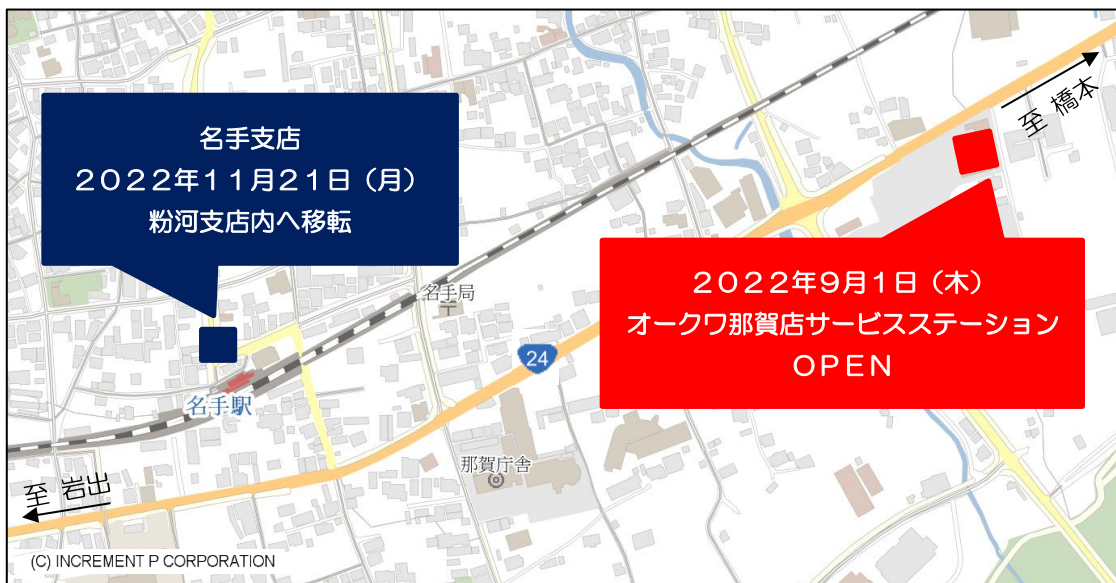 名手支店
２０２２年１１月２１日（月）
粉河支店内へ移転
至 橋本
２０２２年９月１日（木）
オークワ那賀店サービスステーション
ＯＰＥＮ
名手局
24
名手駅
那賀庁舎
至 岩出
(C) INCREMENT P CORPORATION